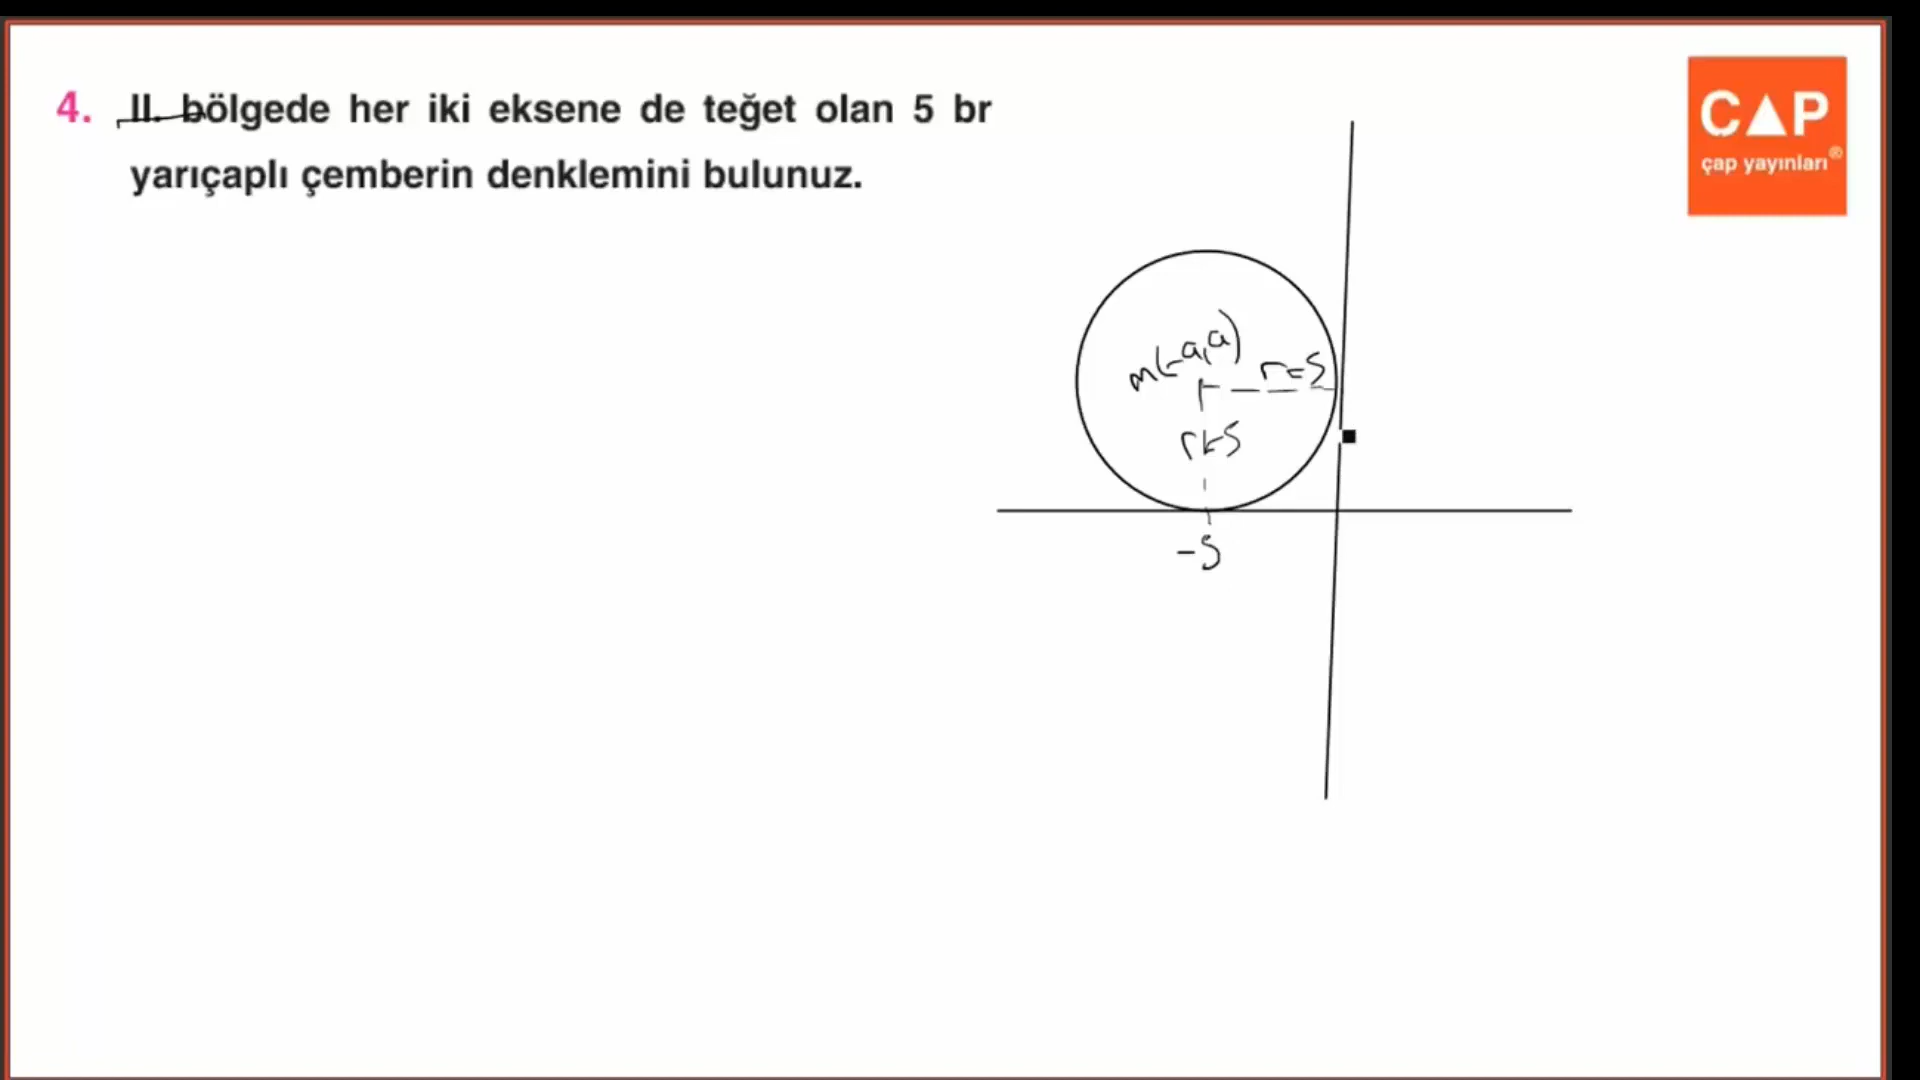 4. II. bölgede her iki eksene de teğet olan 5 br
yarıçaplı çemberin denklemini bulunuz.
CAP
çap yayınları®
m(-a,a)
r=5
r=5
-5